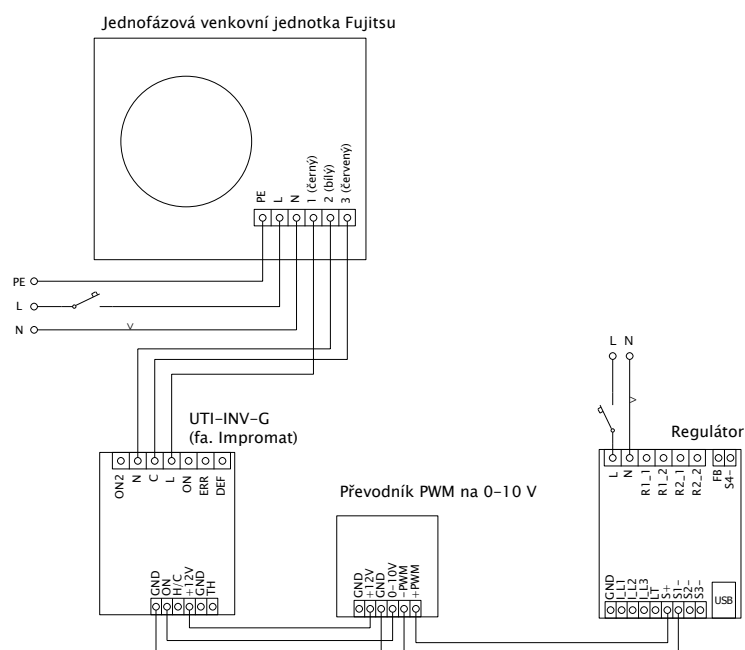 Jednofázová venkovní jednotka Fujitsu
PE
L
N
1 (černý)
2 (bílý)
3 (červený)
PE
L
N
L N
UTI-INV-G
(fa. Impromat)
Regulátor
ON2
N
C
L
ON
ERR
DEF
L
N
R1_1
R1_2
R2_1
R2_2
FB
S4-
Převodník PWM na 0-10 V
GND
ON
H/C
+12V
GND
TH
GND
+12V
GND
0-10V
-PWM
+PWM
GND
I_L1
I_L2
I_L3
LT
S+
S1-
S2-
S3-
USB